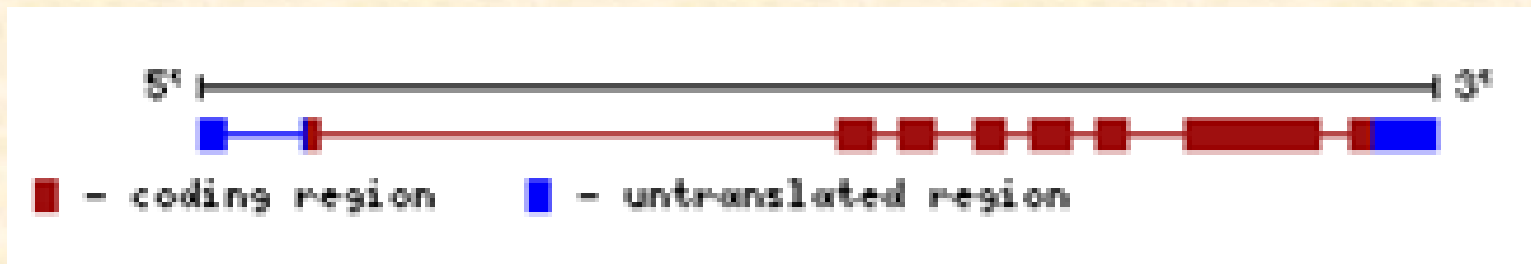 5' 3'
- coding region - untranslated region